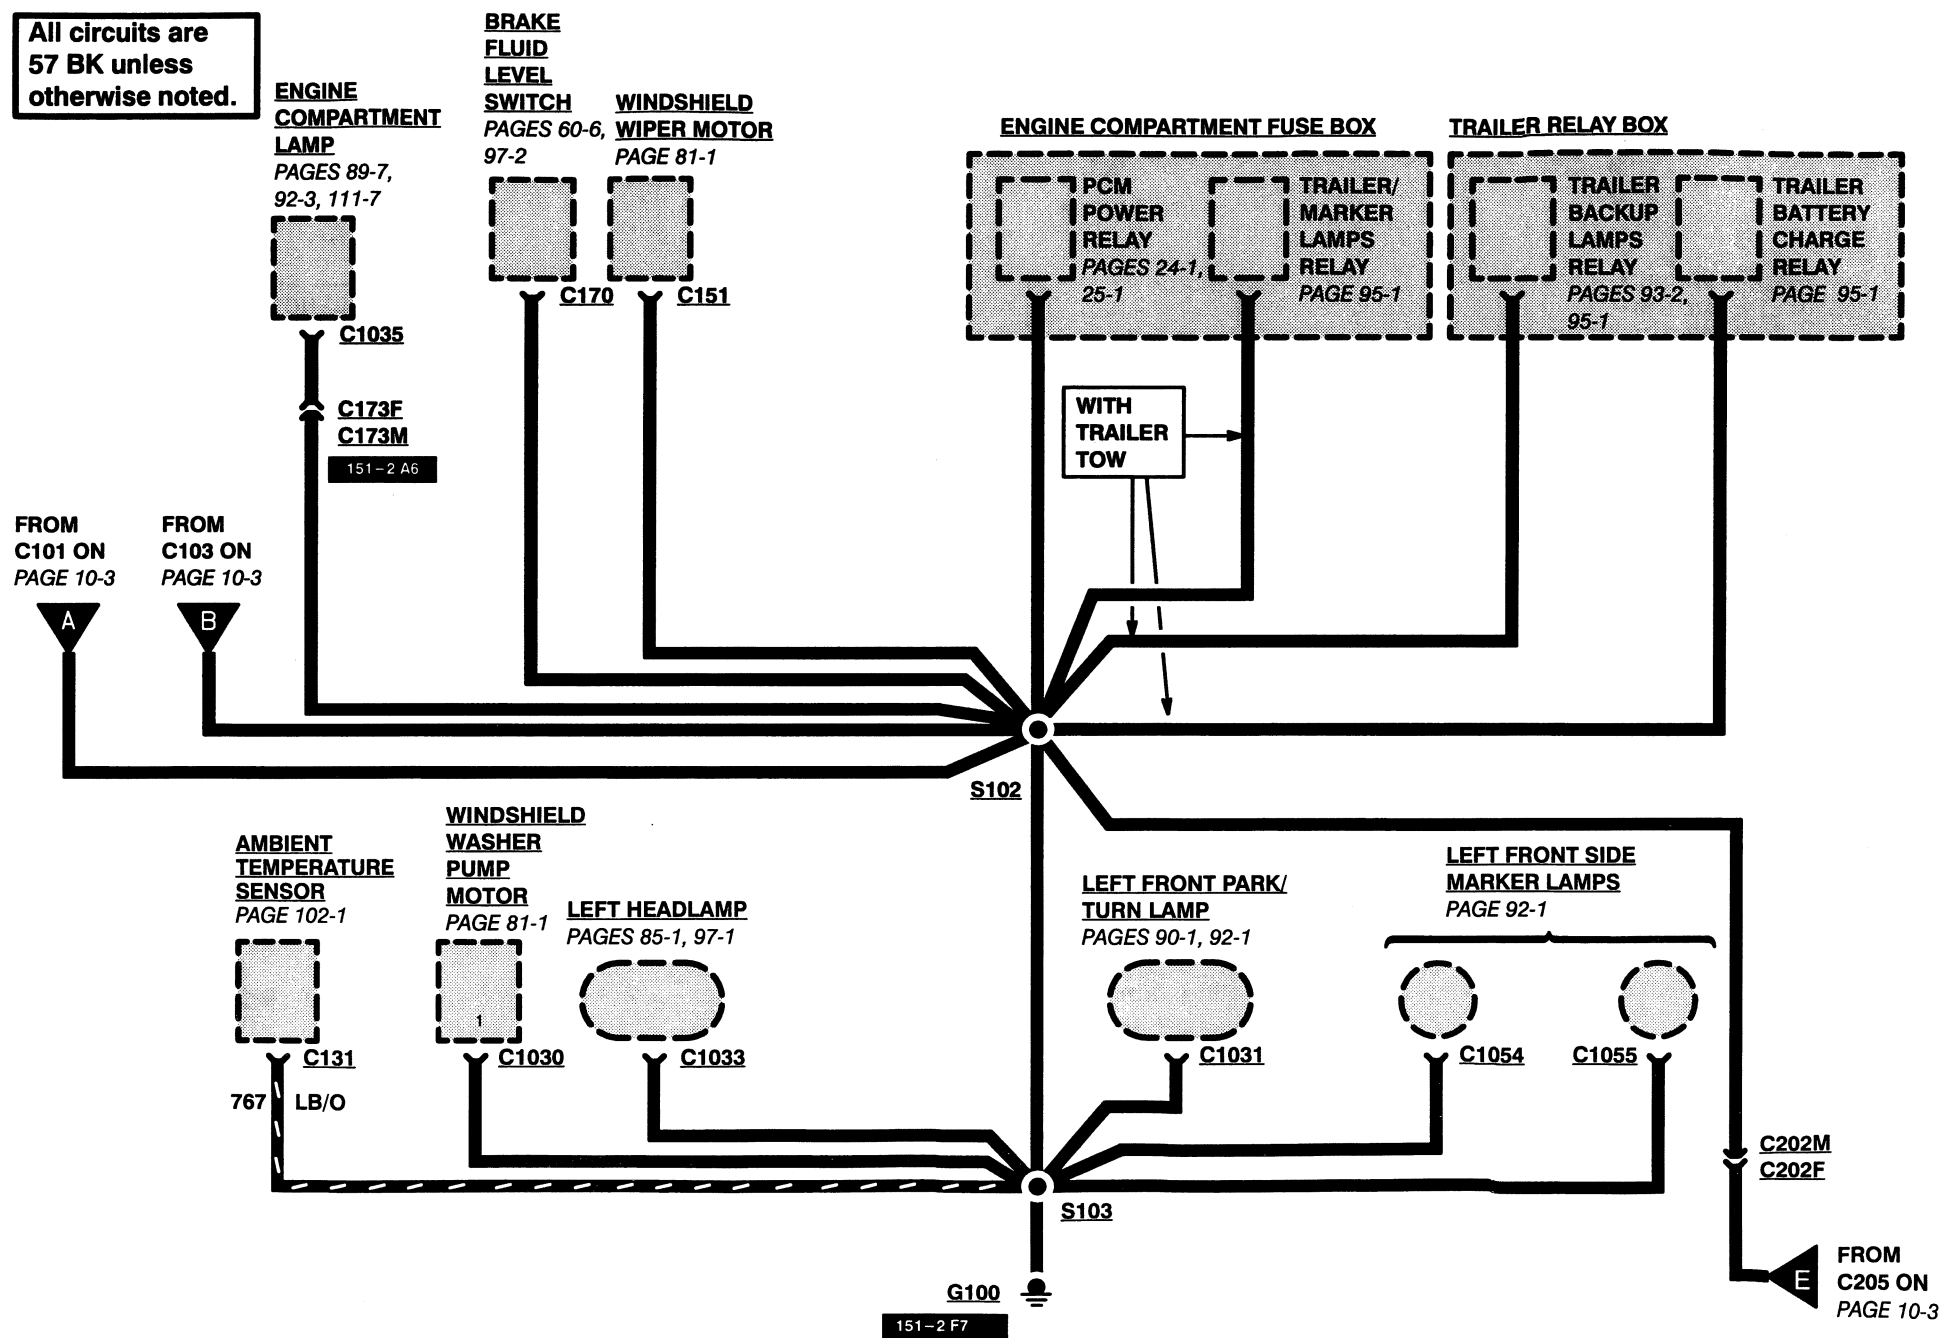 All circuits are
57 BK unless
otherwise noted.
ENGINE
COMPARTMENT
LAMP
PAGES 89-7,
92-3, 111-7
C1035
C173F
C173M
151-2 A6
BRAKE
FLUID
LEVEL
SWITCH
PAGES 60-6,
97-2
C170
WINDSHIELD
WIPER MOTOR
PAGE 81-1
C151
ENGINE COMPARTMENT FUSE BOX
PCM
POWER
RELAY
PAGES 24-1,
25-1
TRAILER/
MARKER
LAMPS
RELAY
PAGE 95-1
TRAILER RELAY BOX
TRAILER
BACKUP
LAMPS
RELAY
PAGES 93-2,
95-1
TRAILER
BATTERY
CHARGE
RELAY
PAGE 95-1
WITH
TRAILER
TOW
FROM
C101 ON
PAGE 10-3
A
FROM
C103 ON
PAGE 10-3
B
S102
AMBIENT
TEMPERATURE
SENSOR
PAGE 102-1
C131
767 LB/O
WINDSHIELD
WASHER
PUMP
MOTOR
PAGE 81-1
1
C1030
LEFT HEADLAMP
PAGES 85-1, 97-1
C1033
LEFT FRONT PARK/
TURN LAMP
PAGES 90-1, 92-1
C1031
LEFT FRONT SIDE
MARKER LAMPS
PAGE 92-1
C1054
C1055
C202M
C202F
S103
G100
151-2 F7
E
FROM
C205 ON
PAGE 10-3